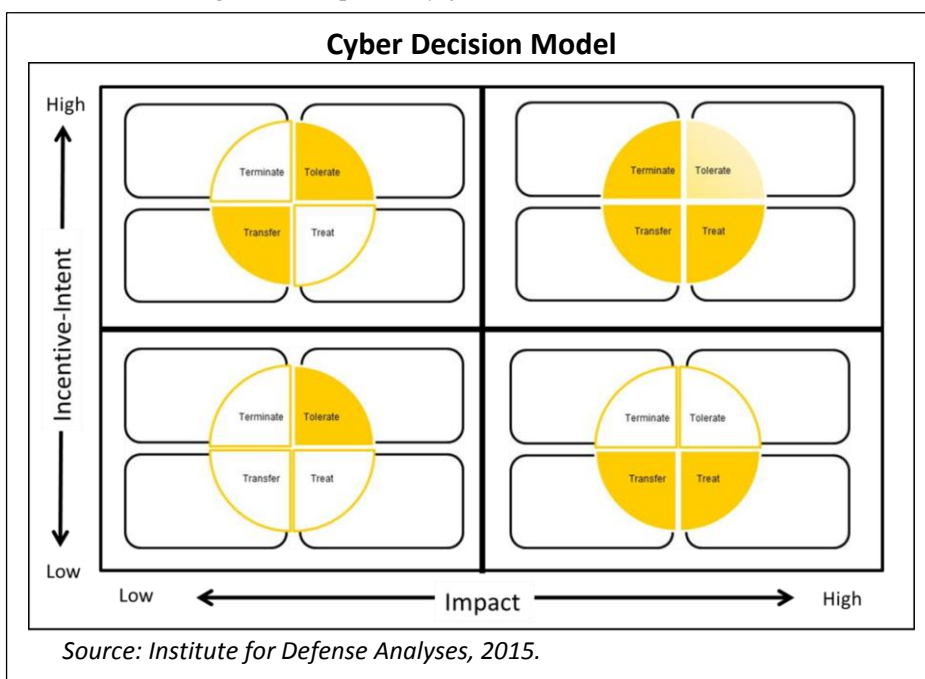 Cyber Decision Model
High
Terminate Tolerate
Transfer Treat
Terminate Tolerate
Transfer Treat
Incentive-Intent
Terminate Tolerate
Transfer Treat
Terminate Tolerate
Transfer Treat
Low
Low
Impact
High
Source: Institute for Defense Analyses, 2015.